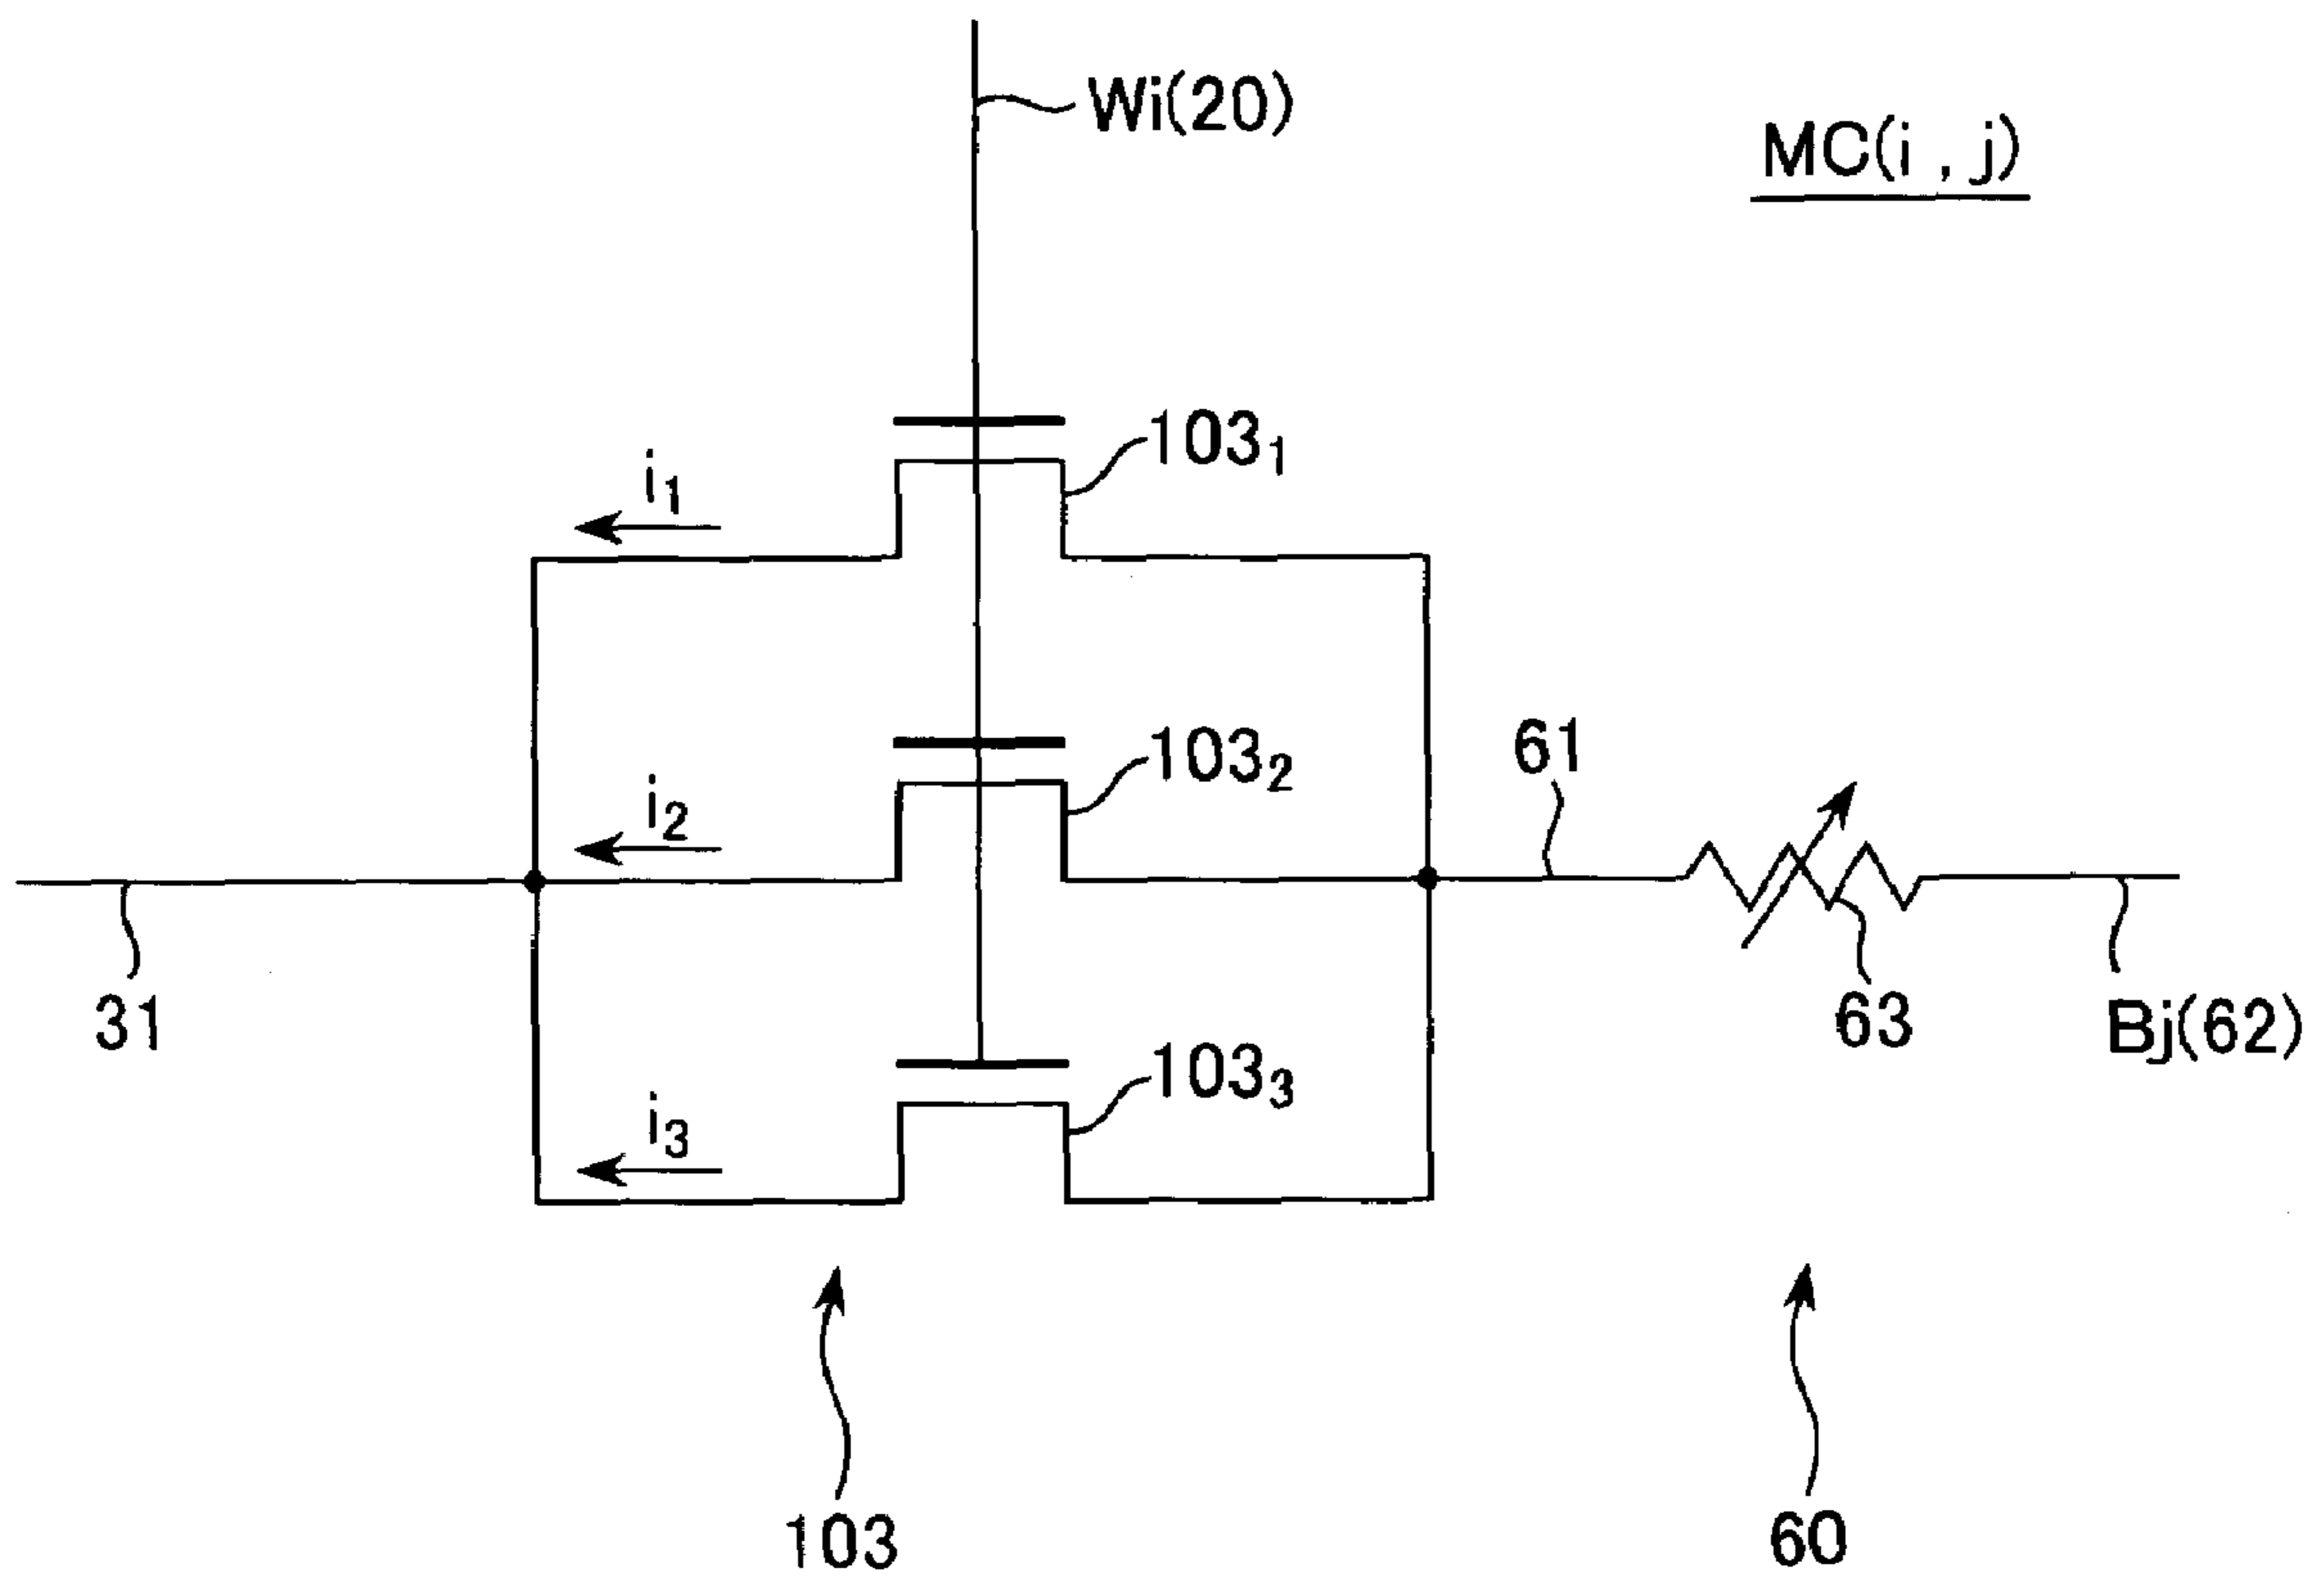 Wi(20)
MC(i , j)
103₁
i₁
103₂
i₂
61
31
63
Bj(62)
103₃
i₃
103
60